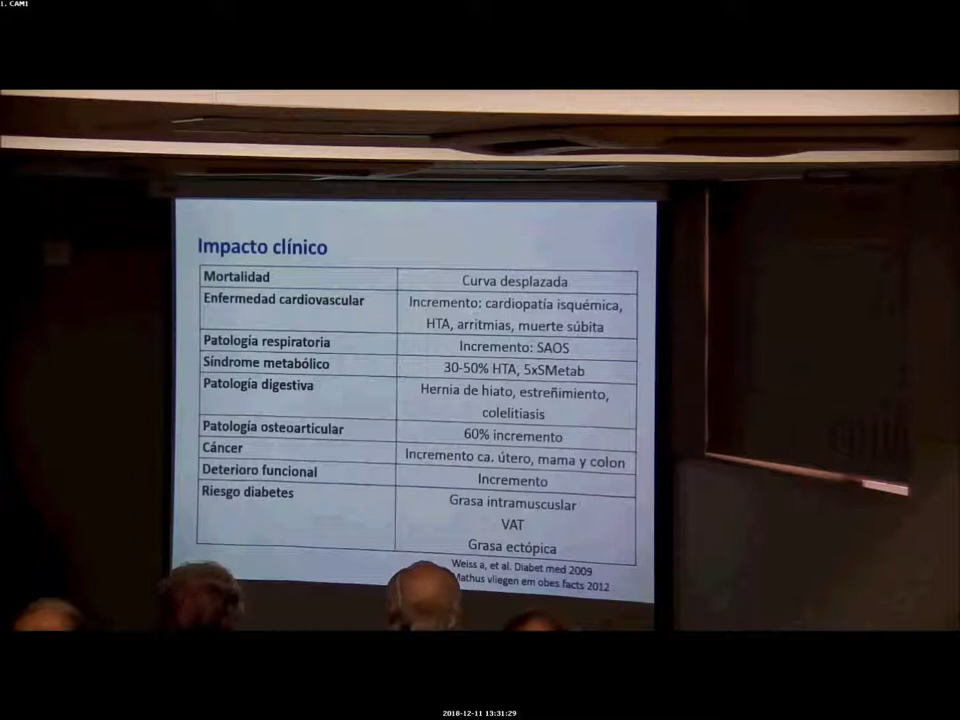 1. CAM1
Impacto clínico
Mortalidad
Curva desplazada
Enfermedad cardiovascular
Incremento: cardiopatía isquémica,
HTA, arritmias, muerte súbita
Patología respiratoria
Incremento: SAOS
Síndrome metabólico
30-50% HTA, 5xSMetab
Patología digestiva
Hernia de hiato, estreñimiento,
colelitiasis
Patología osteoarticular
60% incremento
Cáncer
Incremento ca. útero, mama y colon
Deterioro funcional
Incremento
Riesgo diabetes
Grasa intramuscuslar
VAT
Grasa ectópica
Weiss a, et al. Diabet med 2009
Mathus vliegen em obes facts 2012
2018-12-11 13:31:29